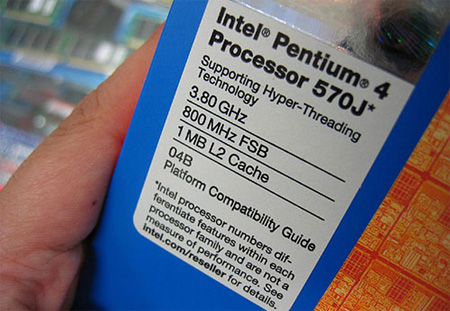 Intel® Pentium® 4
Processor 570J*
Supporting Hyper-Threading
Technology
3.80 GHz
800 MHz FSB
1 MB L2 Cache
04B
Platform Compatibility Guide
*Intel processor numbers dif-
ferentiate features within each
processor family and are not a
measure of performance. See
intel.com/reseller for details.